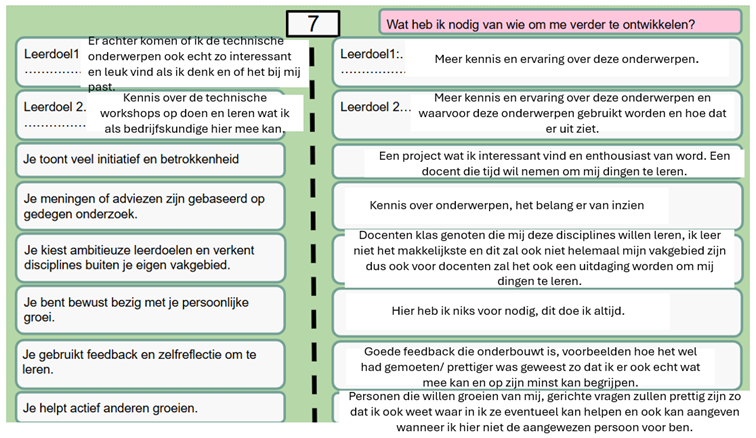 7
Wat heb ik nodig van wie om me verder te ontwikkelen?
Leerdoel1
Er achter komen of ik de technische
onderwerpen ook echt zo interessant
en leuk vind als ik denk en of het bij mij
past.
Leerdoel1:.
Meer kennis en ervaring over deze onderwerpen.
Leerdoel 2.
Kennis over de technische
workshops op doen en leren wat ik
als bedrijfskundige hier mee kan.
Leerdoel 2...
Meer kennis en ervaring over deze onderwerpen en
waarvoor deze onderwerpen gebruikt worden en hoe dat
er uit ziet.
Je toont veel initiatief en betrokkenheid
Een project wat ik interessant vind en enthousiast van word. Een
docent die tijd wil nemen om mij dingen te leren.
Je meningen of adviezen zijn gebaseerd op
gedegen onderzoek.
Kennis over onderwerpen, het belang er van inzien
Je kiest ambitieuze leerdoelen en verkent
disciplines buiten je eigen vakgebied.
Docenten klas genoten die mij deze disciplines willen leren, ik leer
niet het makkelijkste en dit zal ook niet helemaal mijn vakgebied zijn
dus ook voor docenten zal het ook een uitdaging worden om mij
dingen te leren.
Je bent bewust bezig met je persoonlijke
groei.
Hier heb ik niks voor nodig, dit doe ik altijd.
Je gebruikt feedback en zelfreflectie om te
leren.
Goede feedback die onderbouwt is, voorbeelden hoe het wel
had gemoeten/ prettiger was geweest zo dat ik er ook echt wat
mee kan en op zijn minst kan begrijpen.
Je helpt actief anderen groeien.
Personen die willen groeien van mij, gerichte vragen zullen prettig zijn zo
dat ik ook weet waar in ik ze eventueel kan helpen en ook kan aangeven
wanneer ik hier niet de aangewezen persoon voor ben.